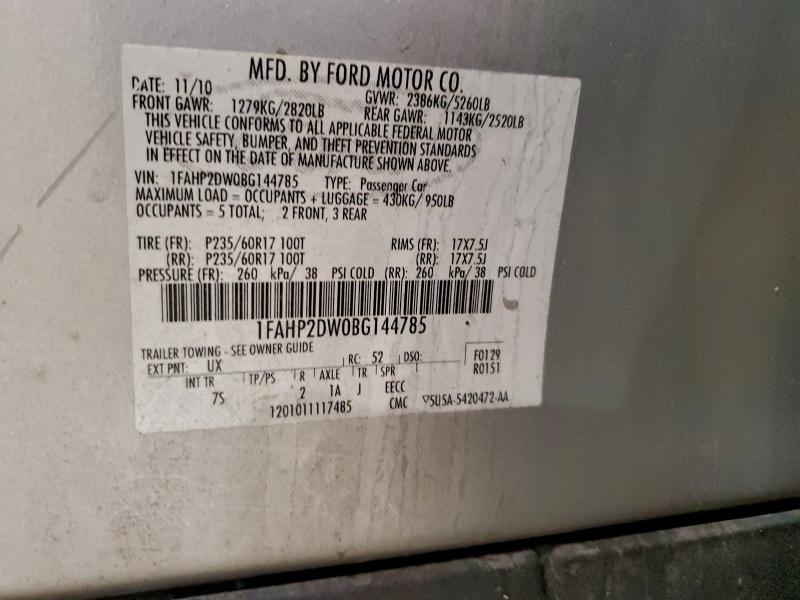 MFD. BY FORD MOTOR CO.
DATE: 11/10 GVWR: 2386KG/5260LB
FRONT GAWR: 1279KG/2820LB REAR GAWR: 1143KG/2520LB
THIS VEHICLE CONFORMS TO ALL APPLICABLE FEDERAL MOTOR
VEHICLE SAFETY, BUMPER, AND THEFT PREVENTION STANDARDS
IN EFFECT ON THE DATE OF MANUFACTURE SHOWN ABOVE.
VIN: 1FAHP2DW0BG144785 TYPE: Passenger Car
MAXIMUM LOAD = OCCUPANTS + LUGGAGE = 430KG/ 950LB
OCCUPANTS = 5 TOTAL; 2 FRONT, 3 REAR
TIRE (FR): P235/60R17 100T RIMS (FR): 17X7.5J
(RR): P235/60R17 100T (RR): 17X7.5J
PRESSURE (FR): 260 kPa/ 38 PSI COLD (RR): 260 kPa/ 38 PSI COLD
1FAHP2DW0BG144785
TRAILER TOWING - SEE OWNER GUIDE
EXT PNT: UX RC: 52 DSO: F0129
R0151
INT TR TP/PS R AXLE TR SPR
7S 2 1A J EECC
1201011117485 CMC 5U5A-5420472-AA